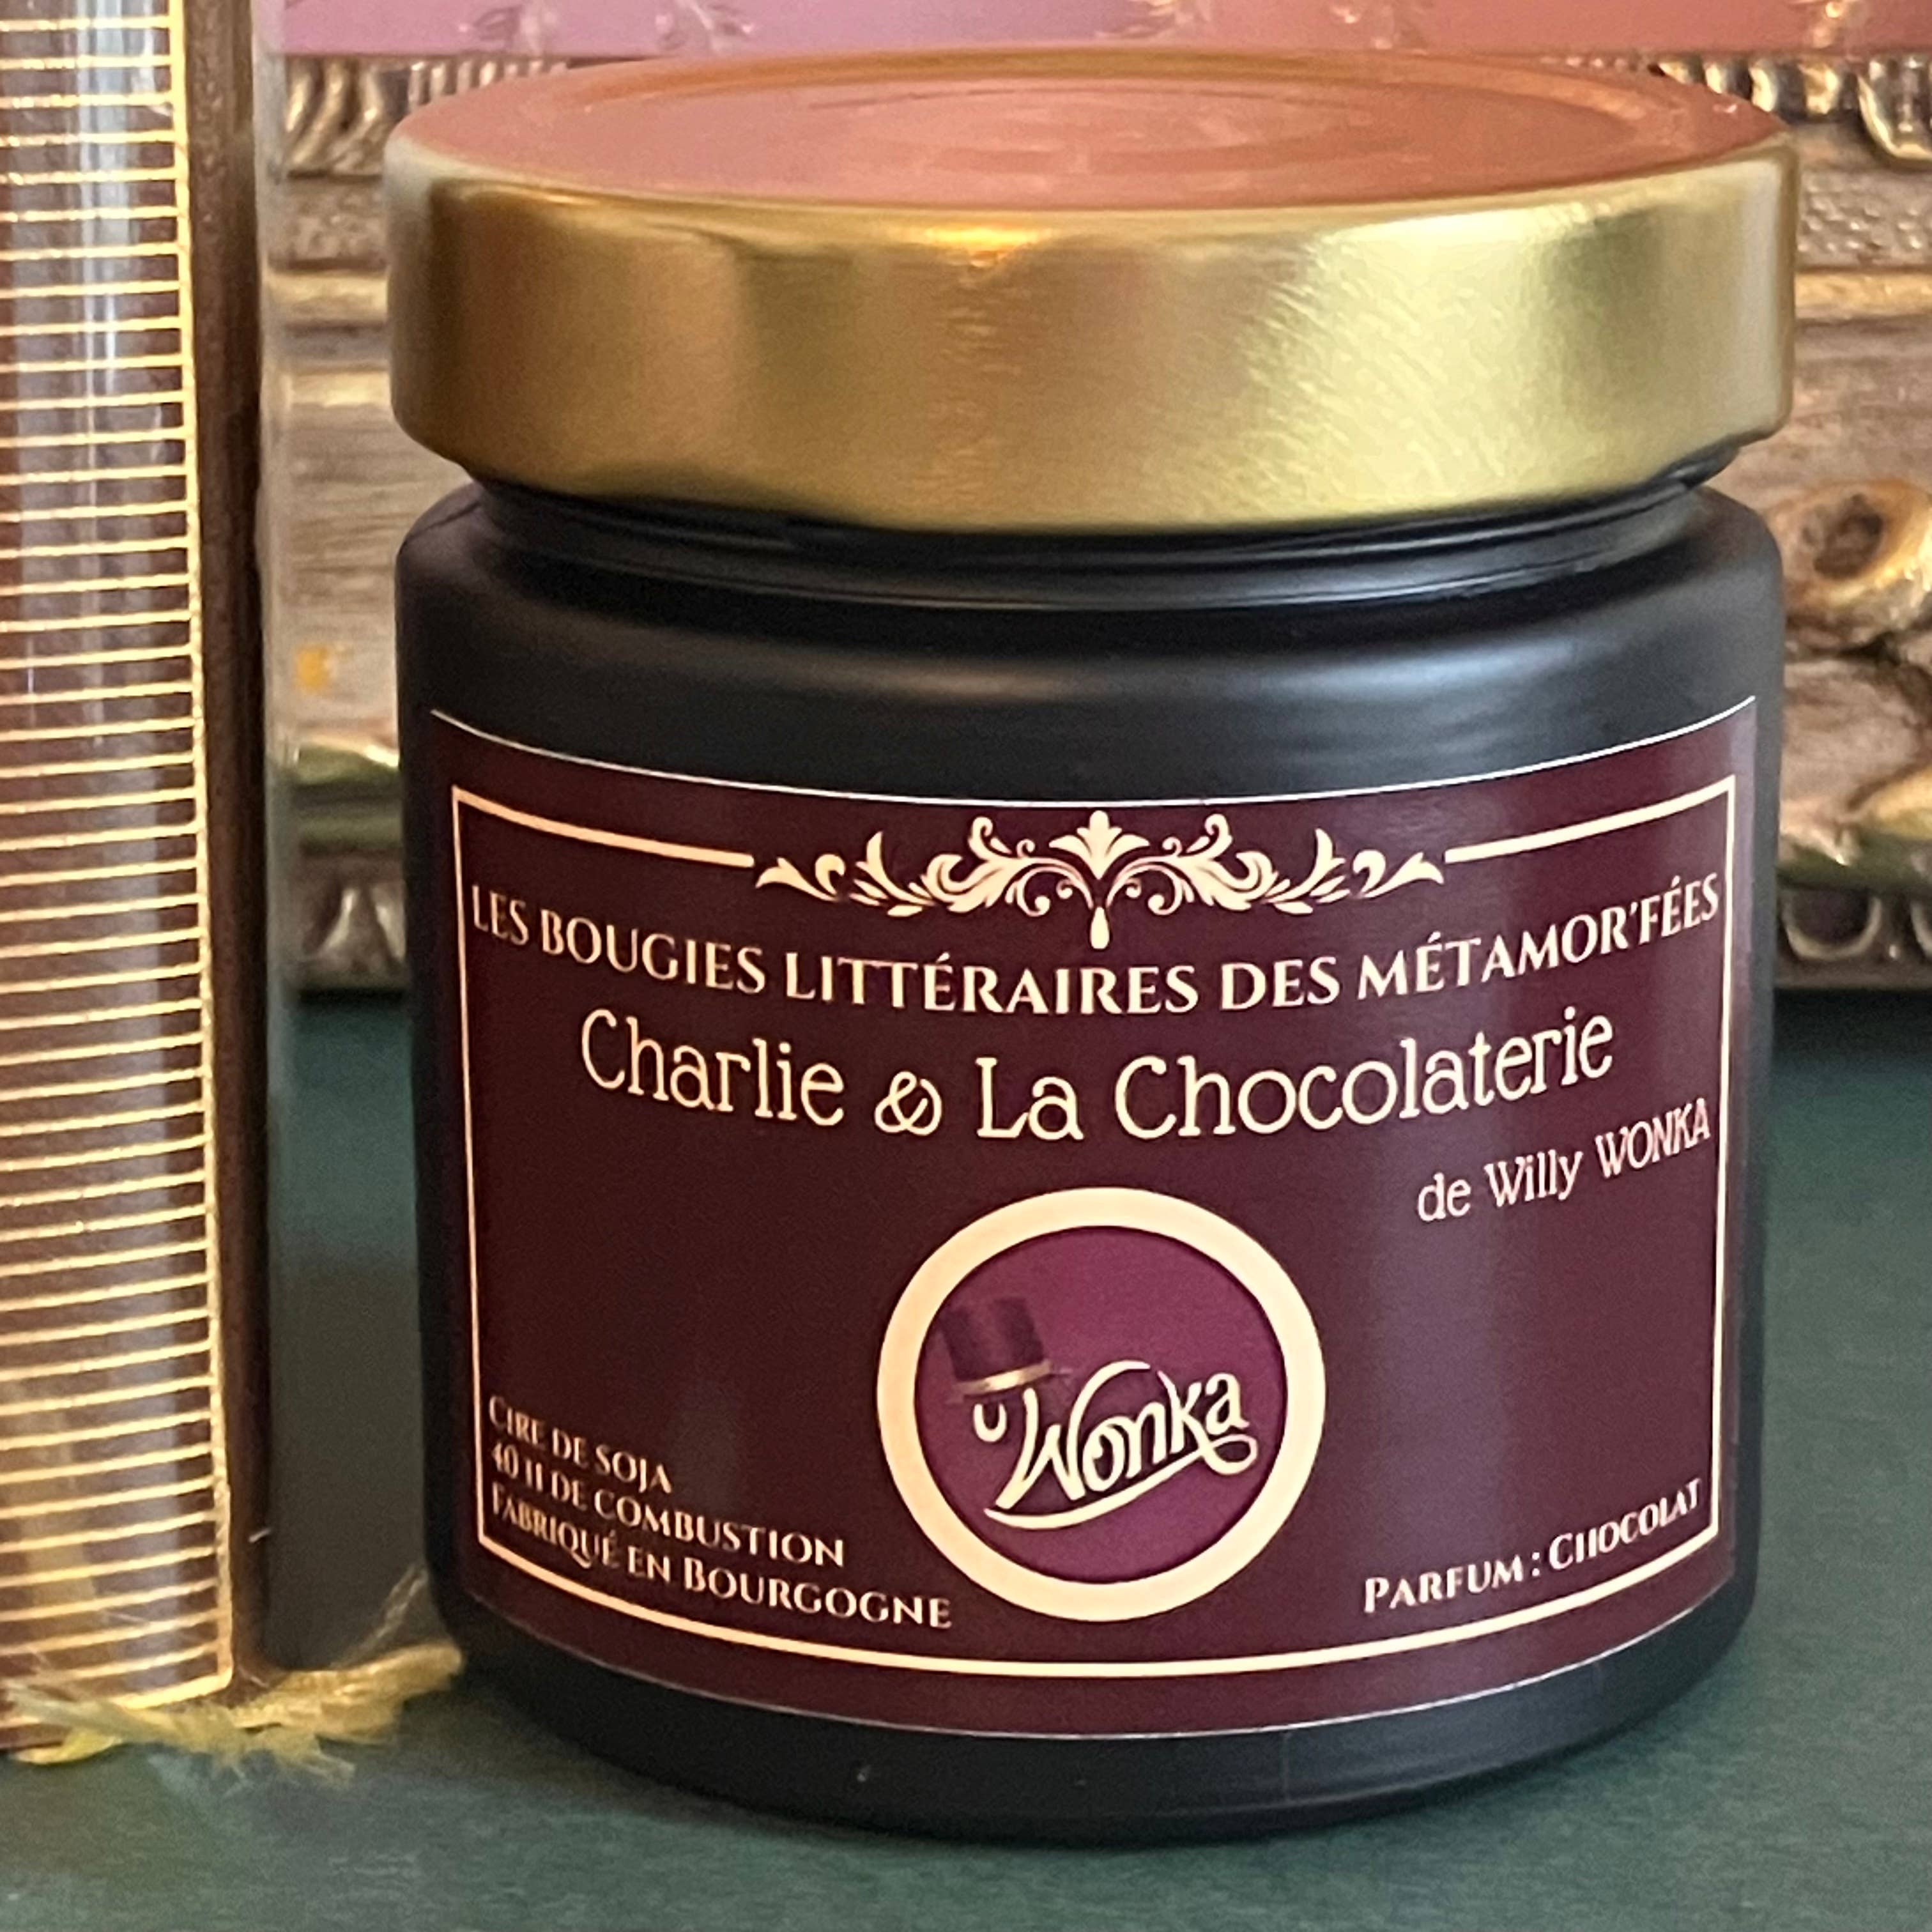 LES BOUGIES LITTÉRAIRES DES MÉTAMOR'FÉES
Charlie & La Chocolaterie
de Willy WONKA
Wonka
CIRE DE SOJA
40 H DE COMBUSTION
FABRIQUÉ EN BOURGOGNE
PARFUM : CHOCOLAT